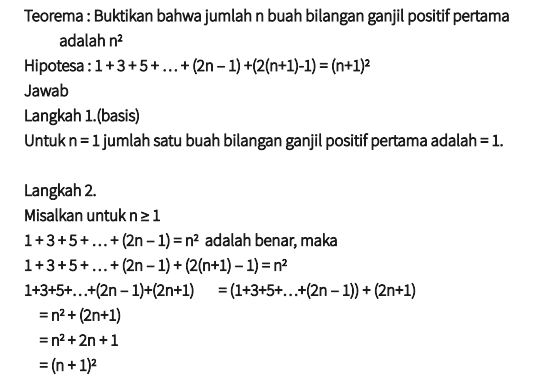 Teorema : Buktikan bahwa jumlah n buah bilangan ganjil positif pertama
adalah n²
Hipotesa : 1 + 3 + 5 + … + (2n – 1) +(2(n+1)-1) = (n+1)²
Jawab
Langkah 1.(basis)
Untuk n = 1 jumlah satu buah bilangan ganjil positif pertama adalah = 1.
Langkah 2.
Misalkan untuk n ≥ 1
1 + 3 + 5 + … + (2n – 1) = n² adalah benar, maka
1 + 3 + 5 + … + (2n – 1) + (2(n+1) – 1) = n²
1+3+5+…+(2n – 1)+(2n+1) = (1+3+5+…+(2n – 1)) + (2n+1)
= n² + (2n+1)
= n² + 2n + 1
= (n + 1)²